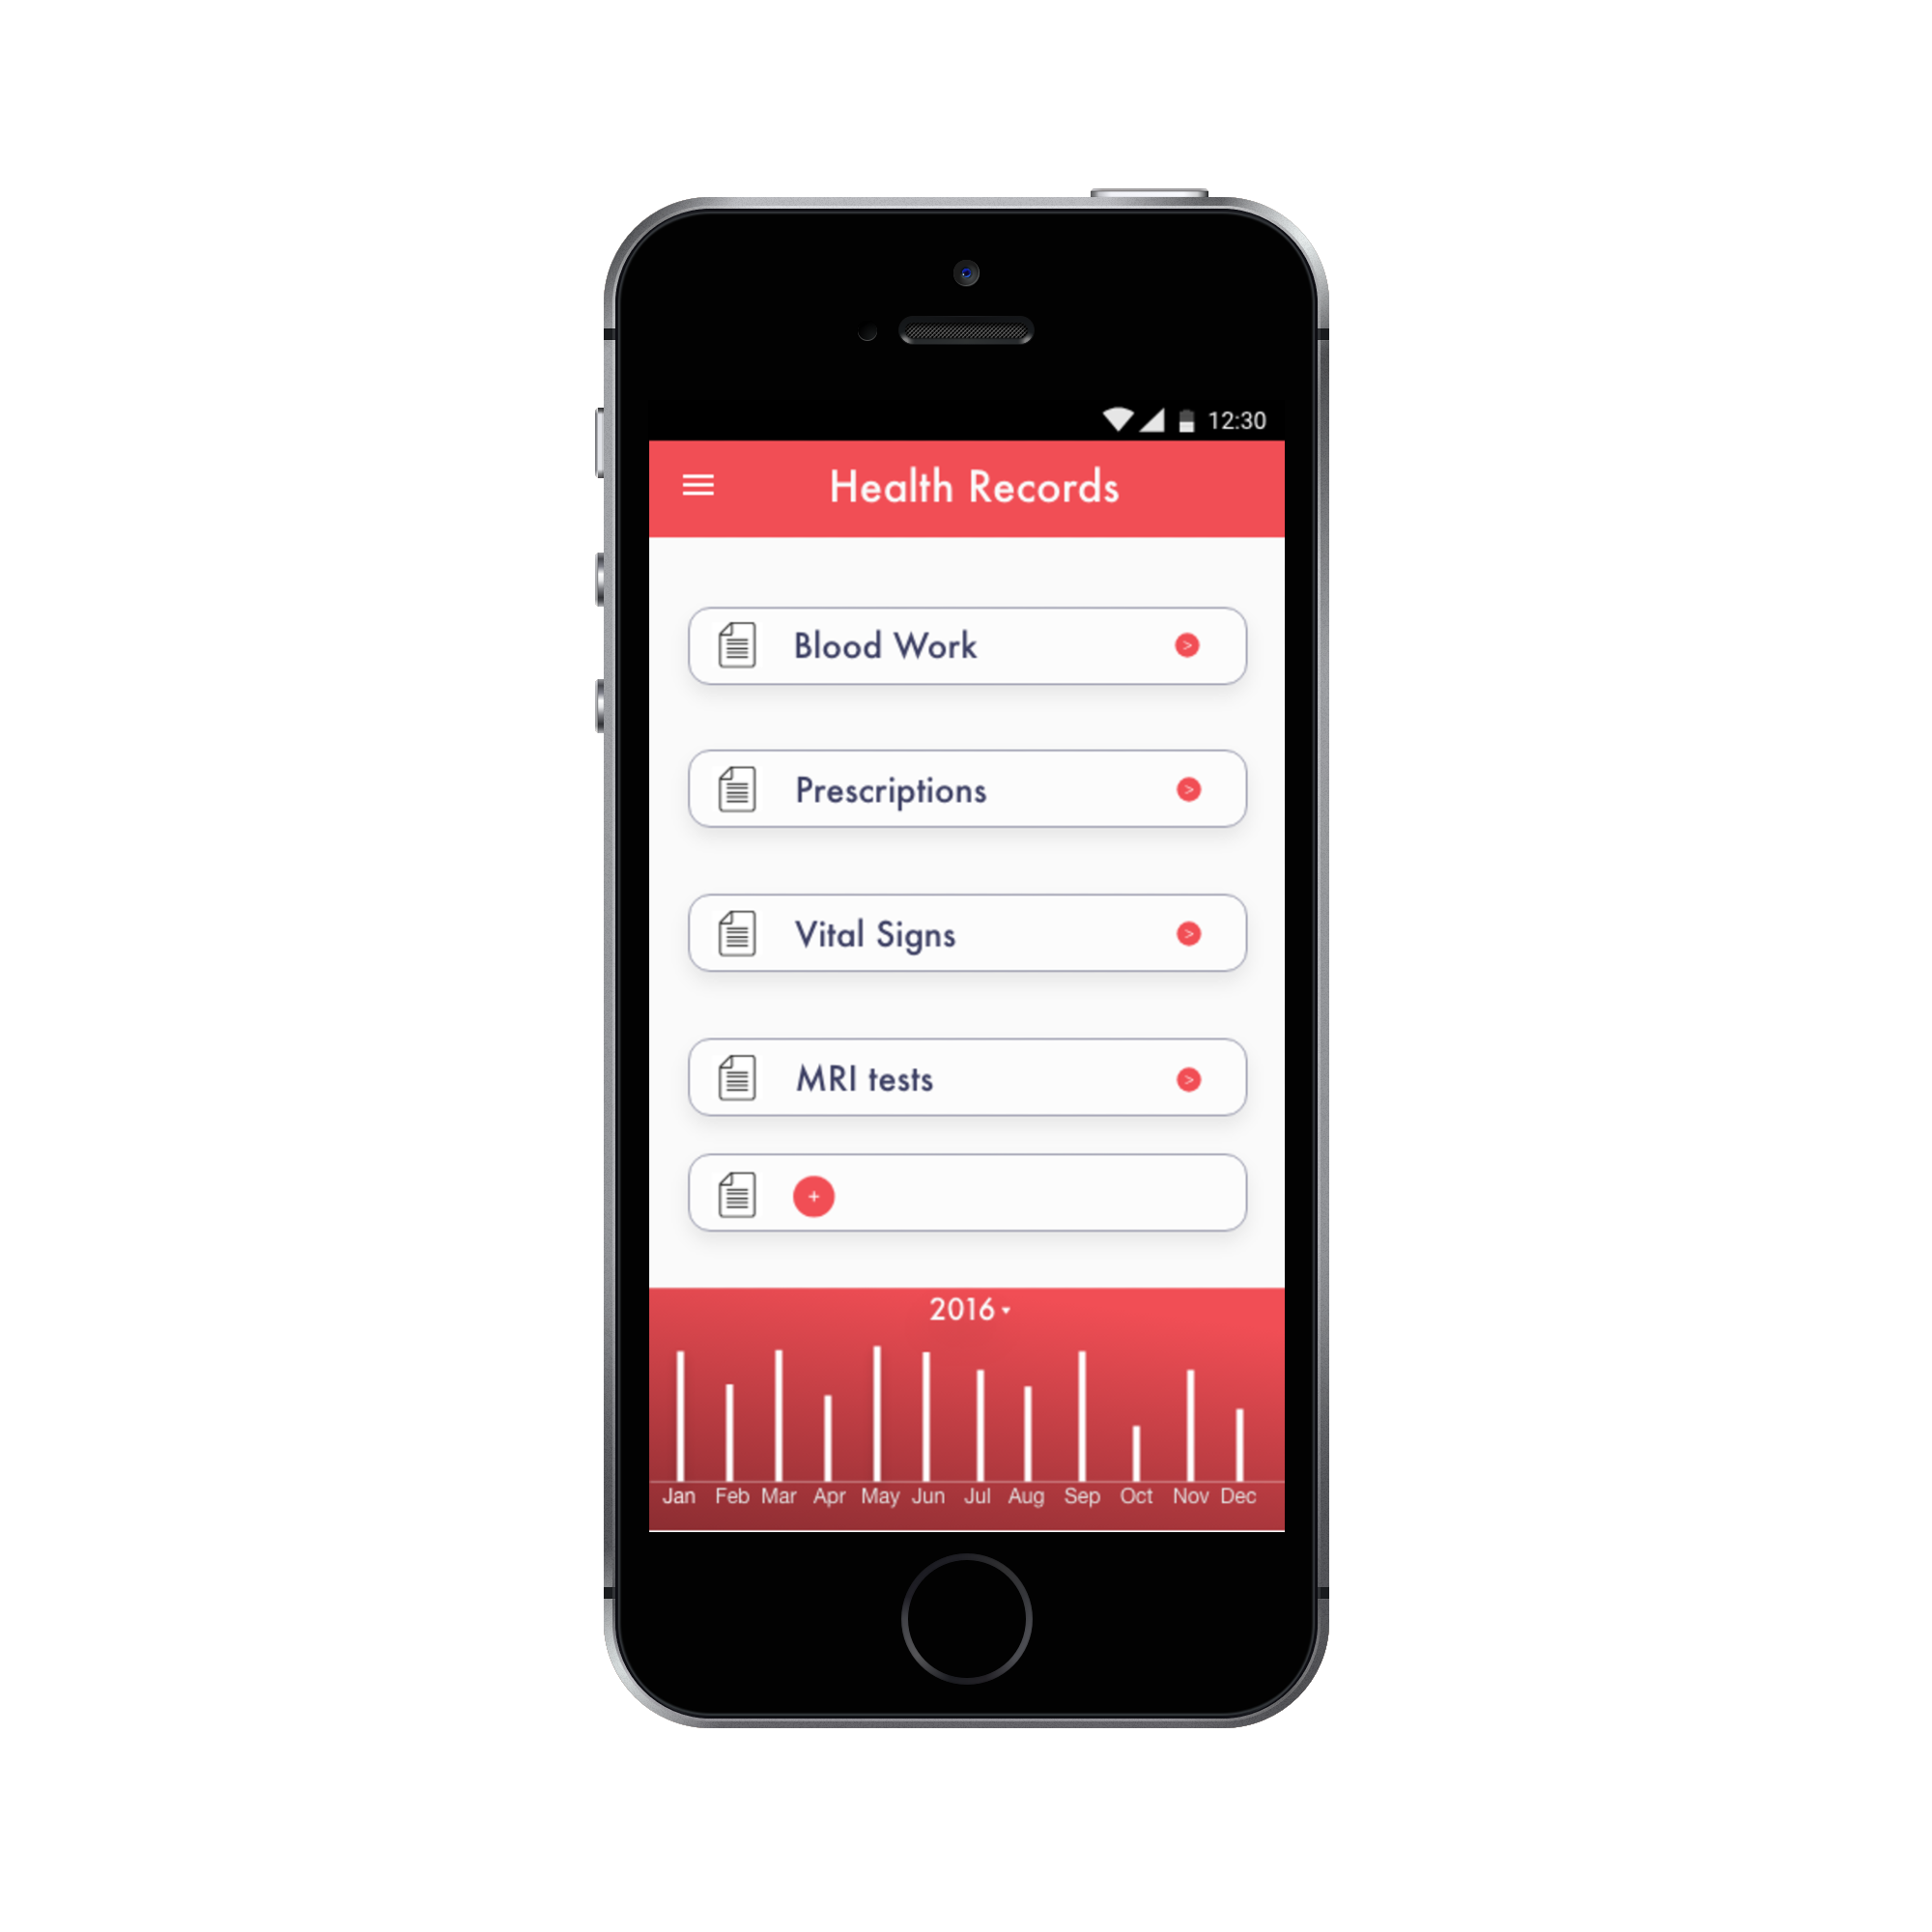 12:30
Health Records
Blood Work
>
Prescriptions
>
Vital Signs
>
MRI tests
>
+
2016
Jan Feb Mar Apr May Jun Jul Aug Sep Oct Nov Dec